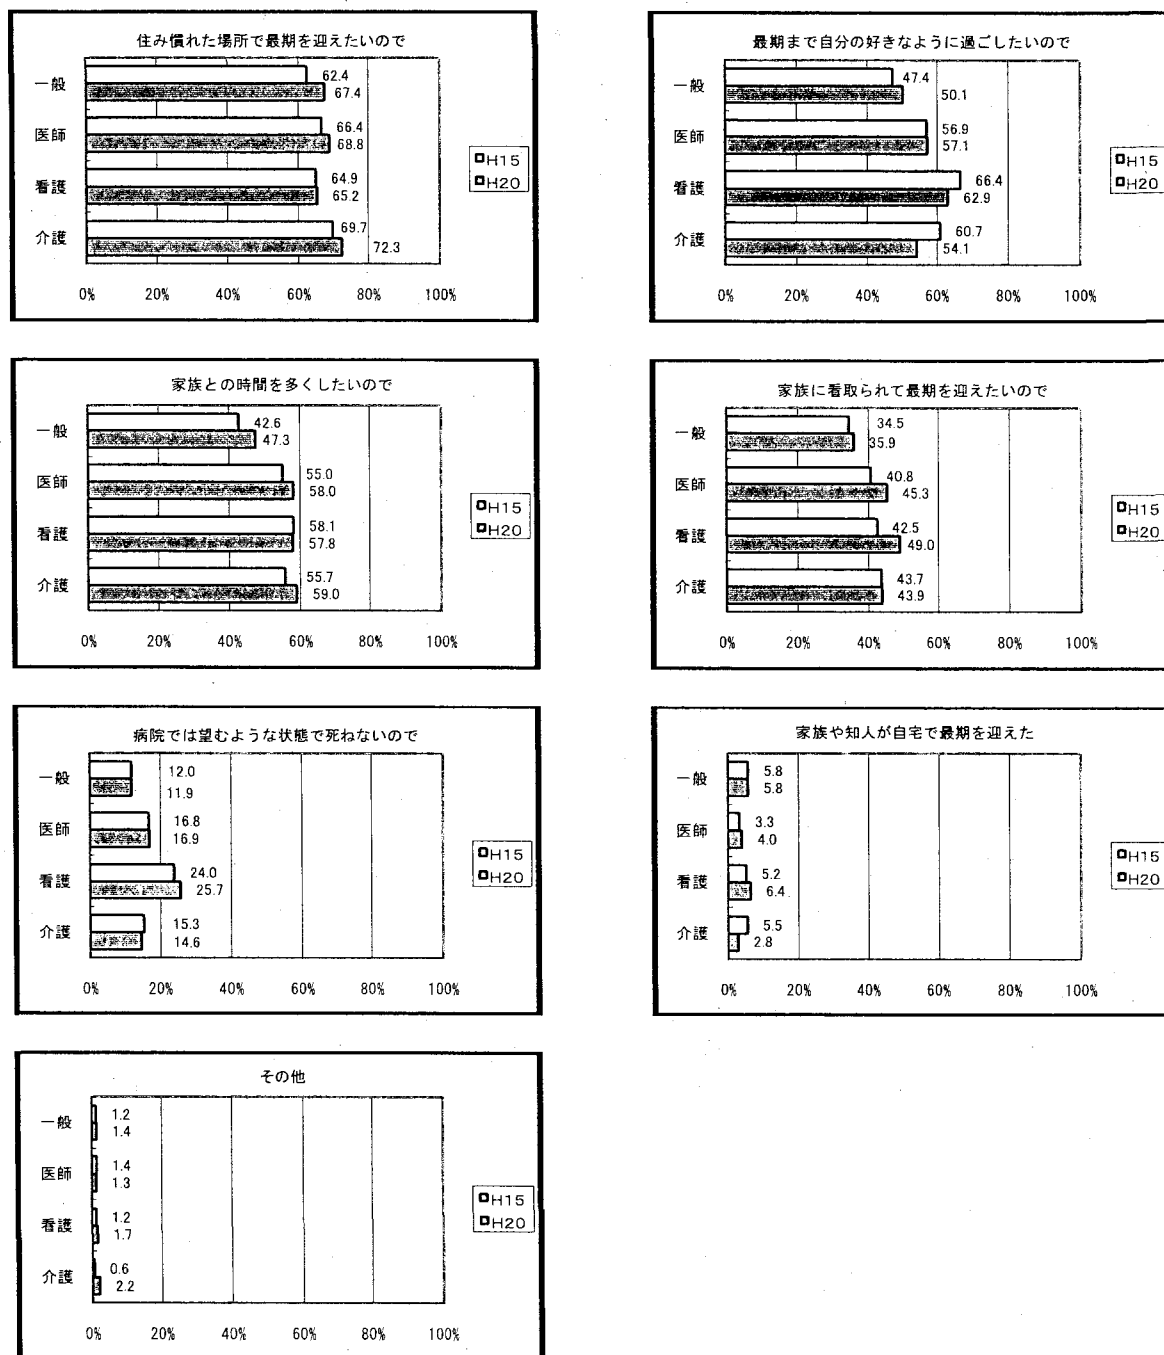 住み慣れた場所で最期を迎えたいので
一般 62.4
67.4
医師 66.4
68.8
看護 64.9
65.2
介護 69.7
72.3
H15
H20
0% 20% 40% 60% 80% 100%
最期まで自分の好きなように過ごしたいので
一般 47.4
50.1
医師 56.9
57.1
看護 66.4
62.9
介護 60.7
54.1
H15
H20
0% 20% 40% 60% 80% 100%
家族との時間を多くしたいので
一般 42.6
47.3
医師 55.0
58.0
看護 58.1
57.8
介護 55.7
59.0
H15
H20
0% 20% 40% 60% 80% 100%
家族に看取られて最期を迎えたいので
一般 34.5
35.9
医師 40.8
45.3
看護 42.5
49.0
介護 43.7
43.9
H15
H20
0% 20% 40% 60% 80% 100%
病院では望むような状態で死ねないので
一般 12.0
11.9
医師 16.8
16.9
看護 24.0
25.7
介護 15.3
14.6
H15
H20
0% 20% 40% 60% 80% 100%
家族や知人が自宅で最期を迎えた
一般 5.8
5.8
医師 3.3
4.0
看護 5.2
6.4
介護 5.5
2.8
H15
H20
0% 20% 40% 60% 80% 100%
その他
一般 1.2
1.4
医師 1.4
1.3
看護 1.2
1.7
介護 0.6
2.2
H15
H20
0% 20% 40% 60% 80% 100%